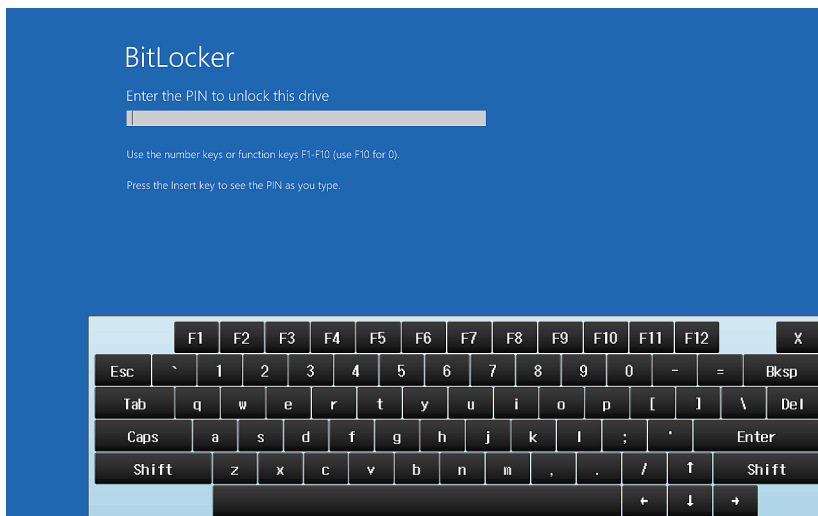 BitLocker
Enter the PIN to unlock this drive
Use the number keys or function keys F1-F10 (use F10 for 0).
Press the Insert key to see the PIN as you type.
F1 F2 F3 F4 F5 F6 F7 F8 F9 F10 F11 F12 X
Esc ` 1 2 3 4 5 6 7 8 9 0 - = Bksp
Tab q w e r t y u i o p [ ] \ Del
Caps a s d f g h j k l ; ' Enter
Shift z x c v b n m , . / ↑ Shift
← ↓ →